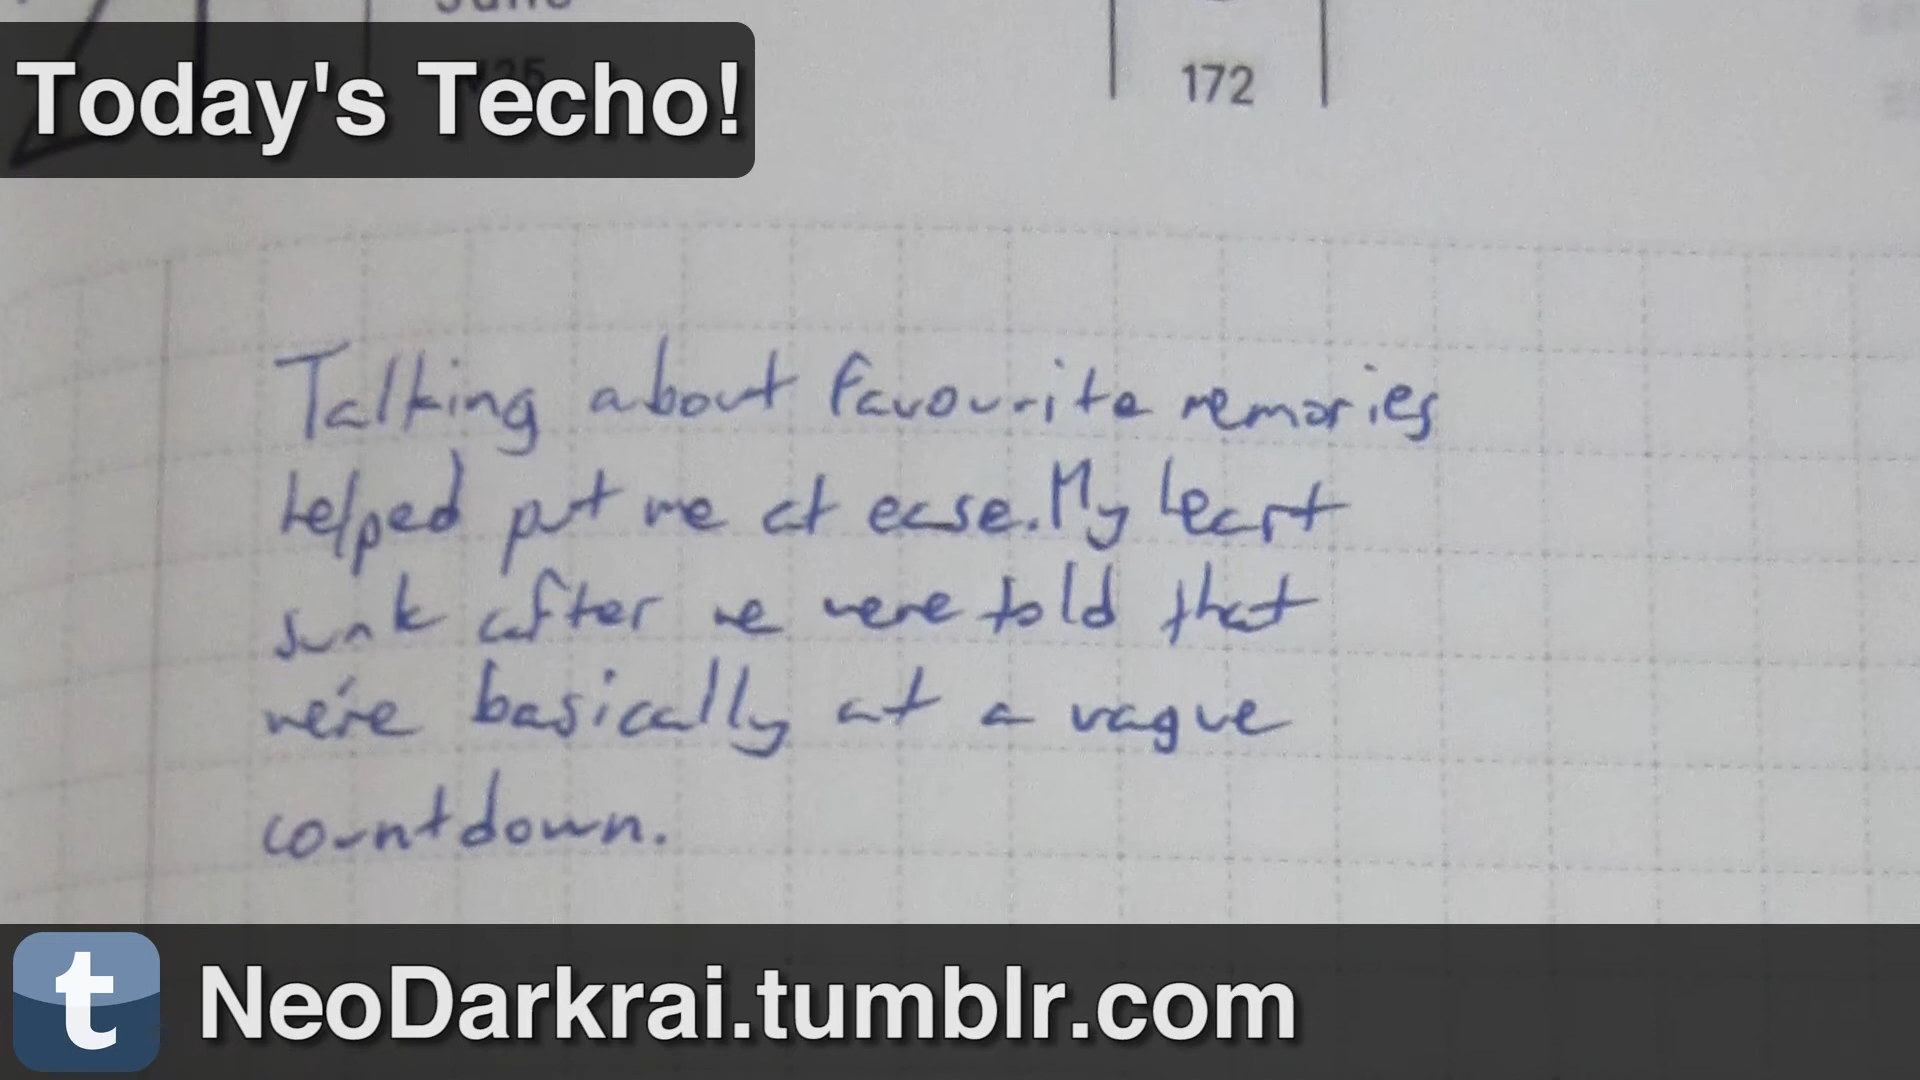 June
172
Today's Techo!
Talking about favourite memories
helped put me at ease. My heart
sunk after we were told that
we're basically at a vague
countdown.
t
NeoDarkrai.tumblr.com